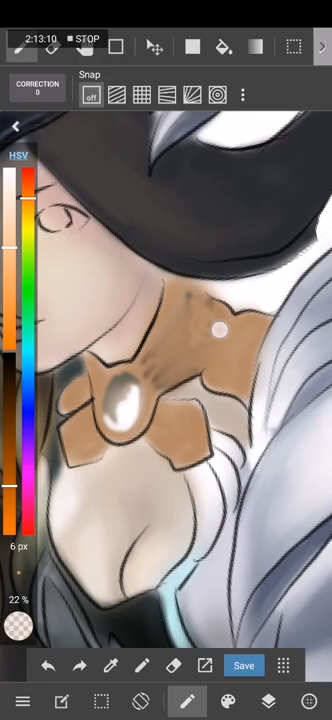 2:13:10 STOP
CORRECTION
0
Snap
off
HSV
6 px
22 %
Save